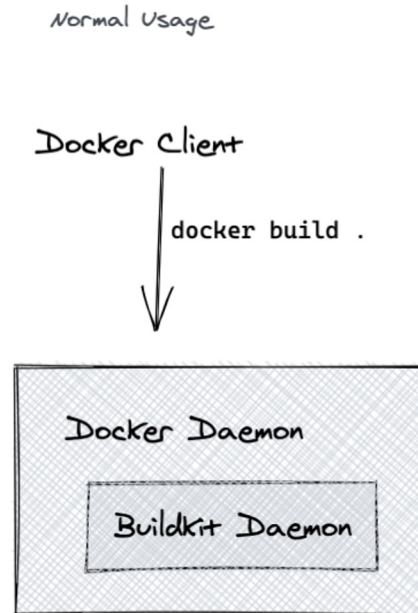 Normal Usage
Docker Client
docker build .
Docker Daemon
Buildkit Daemon